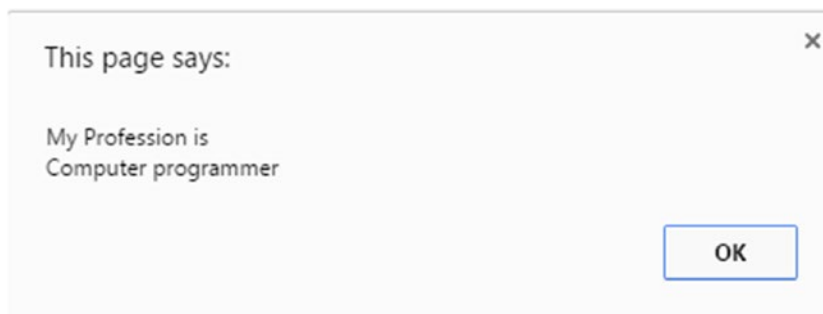 This page says:
×
My Profession is
Computer programmer
OK